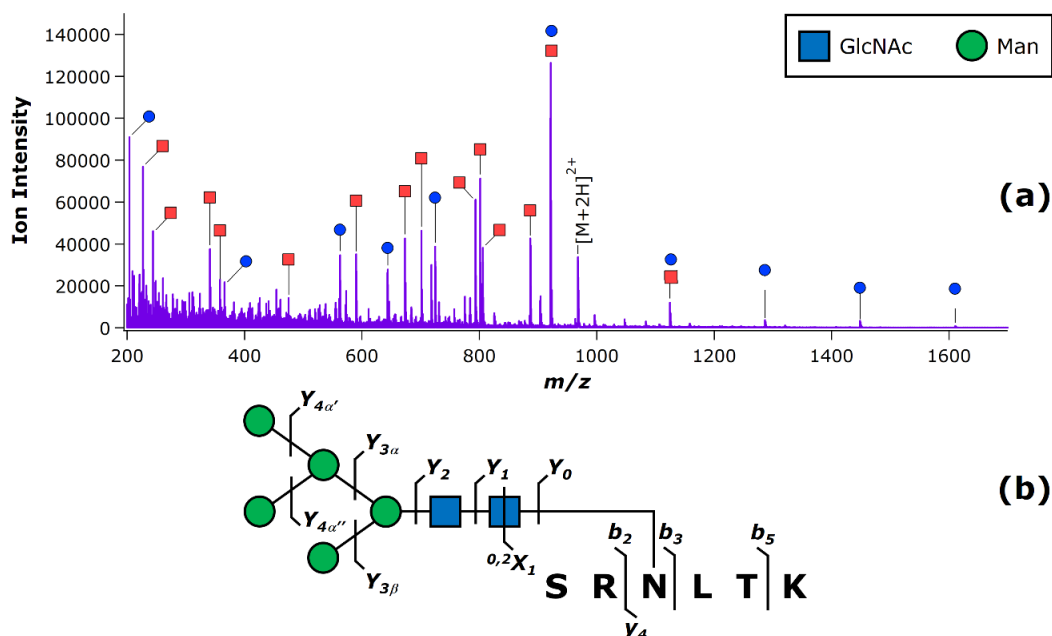 140000
120000
100000
80000
60000
40000
20000
0
Ion Intensity
200 400 600 800 1000 1200 1400 1600
m/z
[M+2H]²⁺
GlcNAc Man
(a)
Y₄α'
Y₃α
Y₂ Y₁ Y₀
(b)
Y₄α''
Y₃β
⁰,²X₁
b₂ b₃ b₅
S R N L T K
y₄